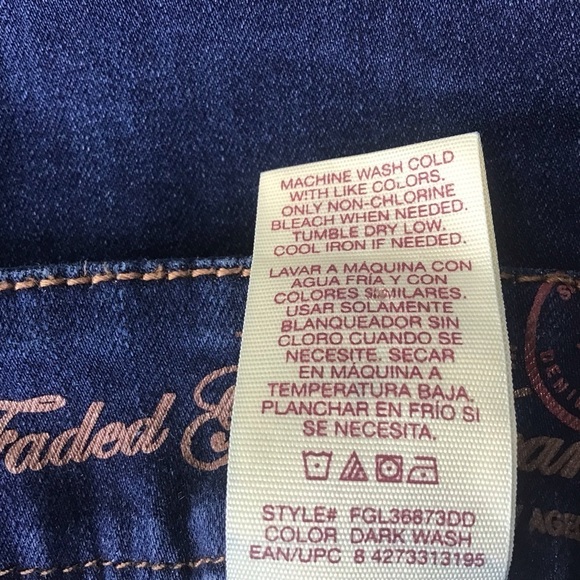 MACHINE WASH COLD
WITH LIKE COLORS.
ONLY NON-CHLORINE
BLEACH WHEN NEEDED.
TUMBLE DRY LOW.
COOL IRON IF NEEDED.
LAVAR A MÁQUINA CON
AGUA FRÍA Y CON
COLORES SIMILARES.
USAR SOLAMENTE
BLANQUEADOR SIN
CLORO CUANDO SE
NECESITE. SECAR
EN MÁQUINA A
TEMPERATURA BAJA.
PLANCHAR EN FRÍO SI
SE NECESITA.
STYLE# FGL36873DD
COLOR DARK WASH
EAN/UPC 8 4273313195
Faded